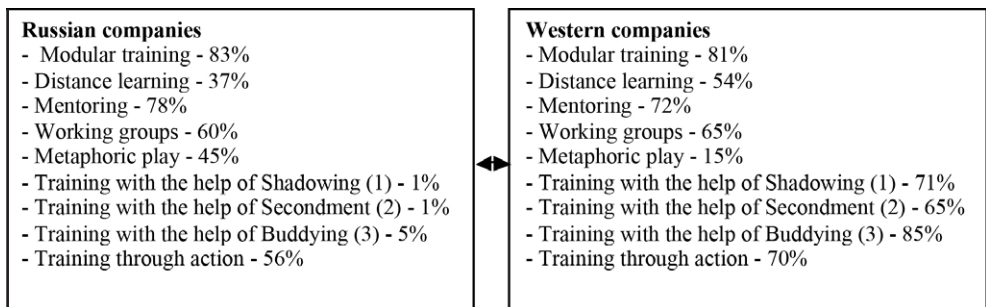 Russian companies
- Modular training - 83%
- Distance learning - 37%
- Mentoring - 78%
- Working groups - 60%
- Metaphoric play - 45%
- Training with the help of Shadowing (1) - 1%
- Training with the help of Secondment (2) - 1%
- Training with the help of Buddying (3) - 5%
- Training through action - 56%
Western companies
- Modular training - 81%
- Distance learning - 54%
- Mentoring - 72%
- Working groups - 65%
- Metaphoric play - 15%
- Training with the help of Shadowing (1) - 71%
- Training with the help of Secondment (2) - 65%
- Training with the help of Buddying (3) - 85%
- Training through action - 70%